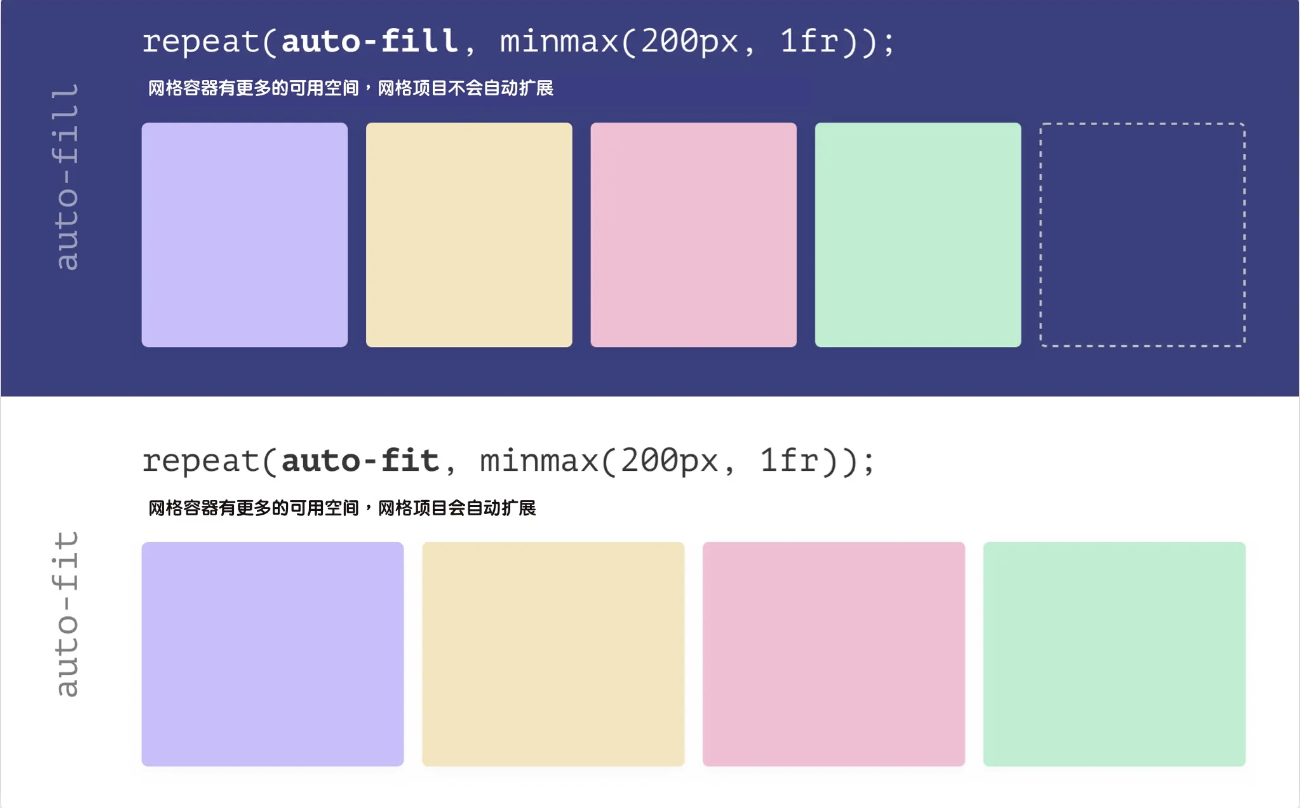 repeat(auto-fill, minmax(200px, 1fr));
网格容器有更多的可用空间，网格项目不会自动扩展
auto-fill
repeat(auto-fit, minmax(200px, 1fr));
网格容器有更多的可用空间，网格项目会自动扩展
auto-fit